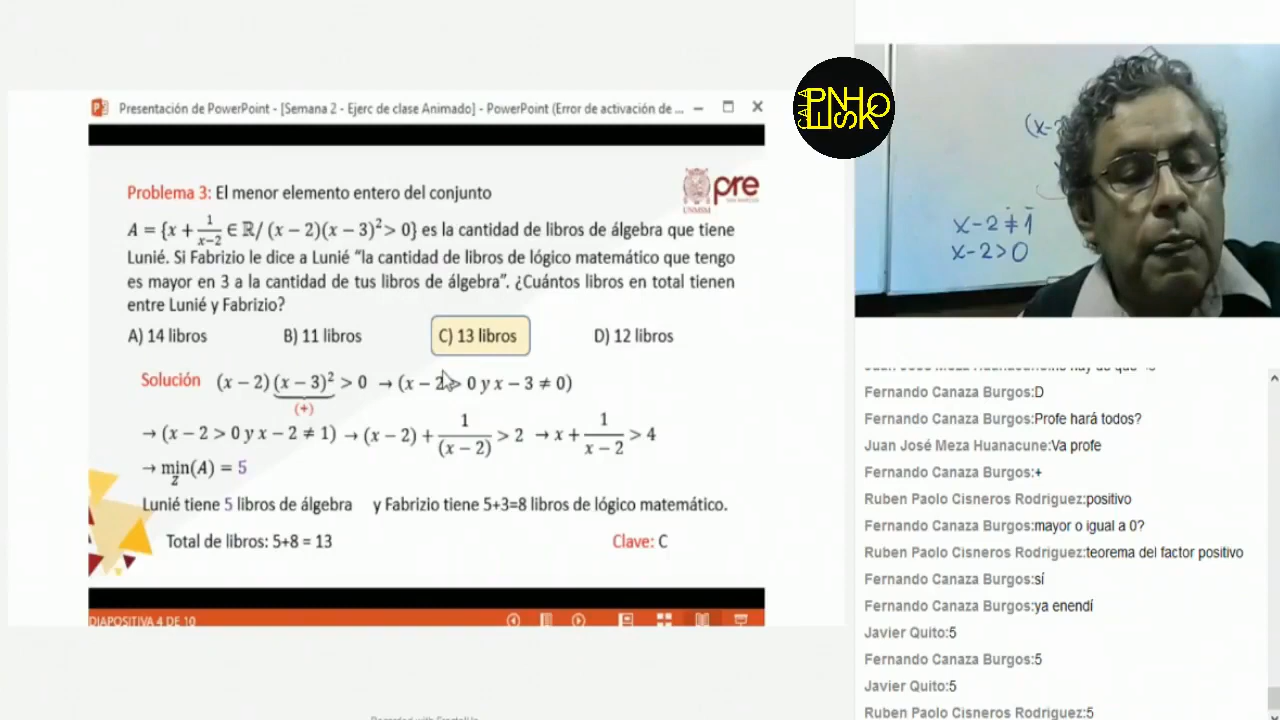 Presentación de PowerPoint - [Semana 2 - Ejerc de clase Animado] - PowerPoint (Error de activación de ...
Problema 3: El menor elemento entero del conjunto
A = {x + 1/(x−2) ∈ ℝ/ (x − 2)(x − 3)² > 0} es la cantidad de libros de álgebra que tiene
Lunié. Si Fabrizio le dice a Lunié “la cantidad de libros de lógico matemático que tengo
es mayor en 3 a la cantidad de tus libros de álgebra”. ¿Cuántos libros en total tienen
entre Lunié y Fabrizio?
A) 14 libros B) 11 libros C) 13 libros D) 12 libros
Solución (x − 2)(x − 3)² > 0 → (x − 2 > 0 y x − 3 ≠ 0)
(+)
→ (x − 2 > 0 y x − 2 ≠ 1) → (x − 2) + 1/(x − 2) > 2 → x + 1/(x − 2) > 4
→ min(A) = 5
Z
Lunié tiene 5 libros de álgebra y Fabrizio tiene 5+3=8 libros de lógico matemático.
Total de libros: 5+8 = 13 Clave: C
DIAPOSITIVA 4 DE 10
pre
SAN MARCOS
UNMSM
x-2 ≠ 1
x-2>0
Fernando Canaza Burgos:D
Fernando Canaza Burgos:Profe hará todos?
Juan José Meza Huanacune:Va profe
Fernando Canaza Burgos:+
Ruben Paolo Cisneros Rodriguez:positivo
Fernando Canaza Burgos:mayor o igual a 0?
Ruben Paolo Cisneros Rodriguez:teorema del factor positivo
Fernando Canaza Burgos:sí
Fernando Canaza Burgos:ya enendí
Javier Quito:5
Fernando Canaza Burgos:5
Javier Quito:5
Ruben Paolo Cisneros Rodriguez:5